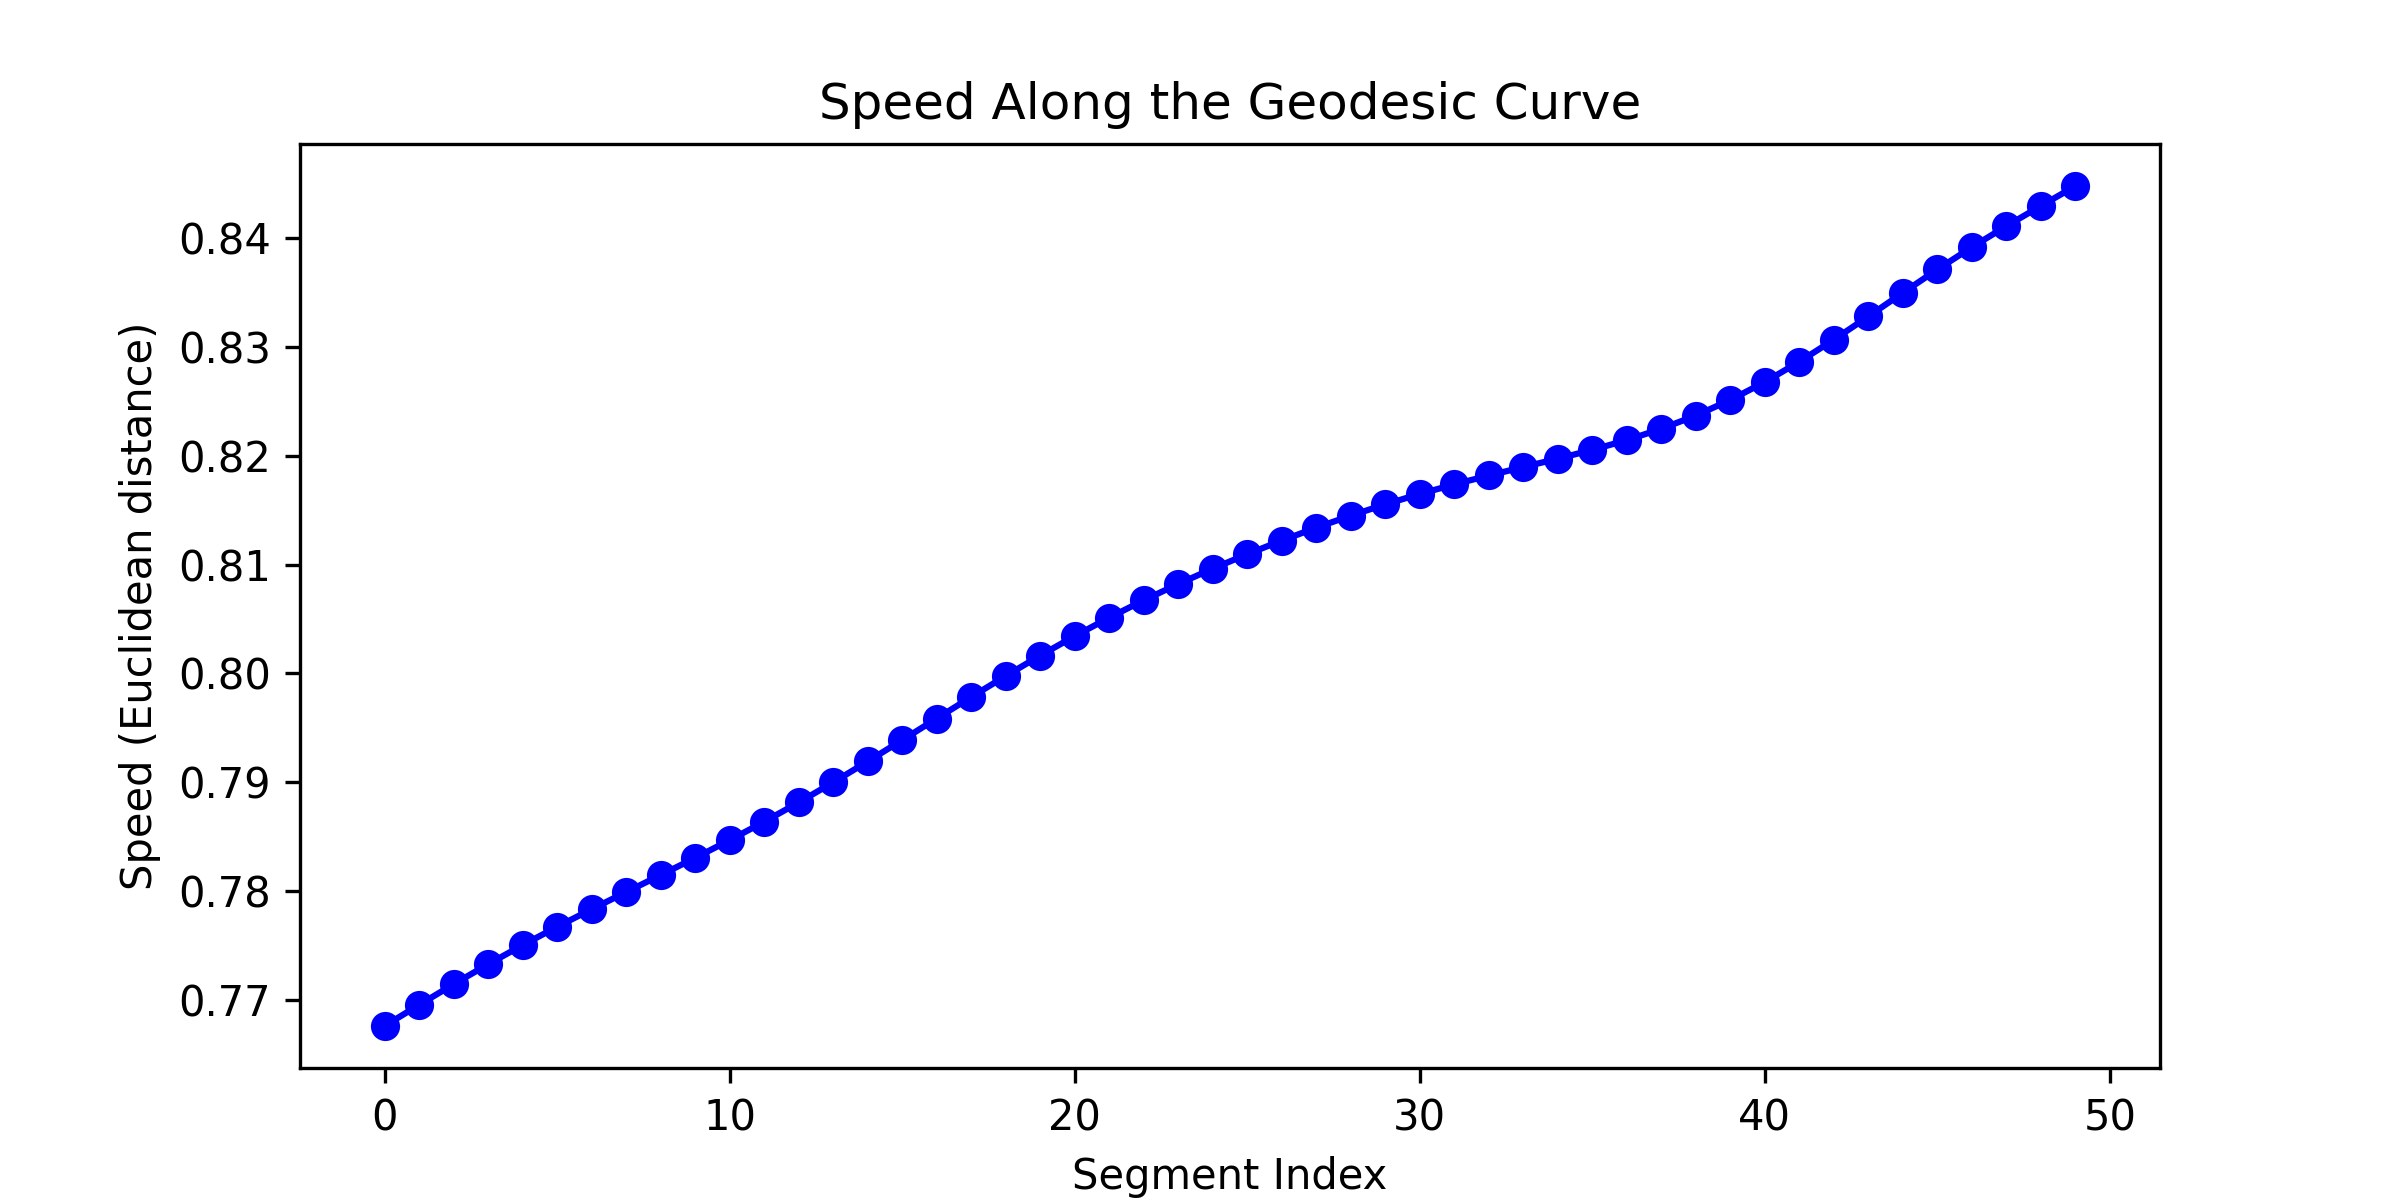 Speed Along the Geodesic Curve
Speed (Euclidean distance)
0.84
0.83
0.82
0.81
0.80
0.79
0.78
0.77
0 10 20 30 40 50
Segment Index